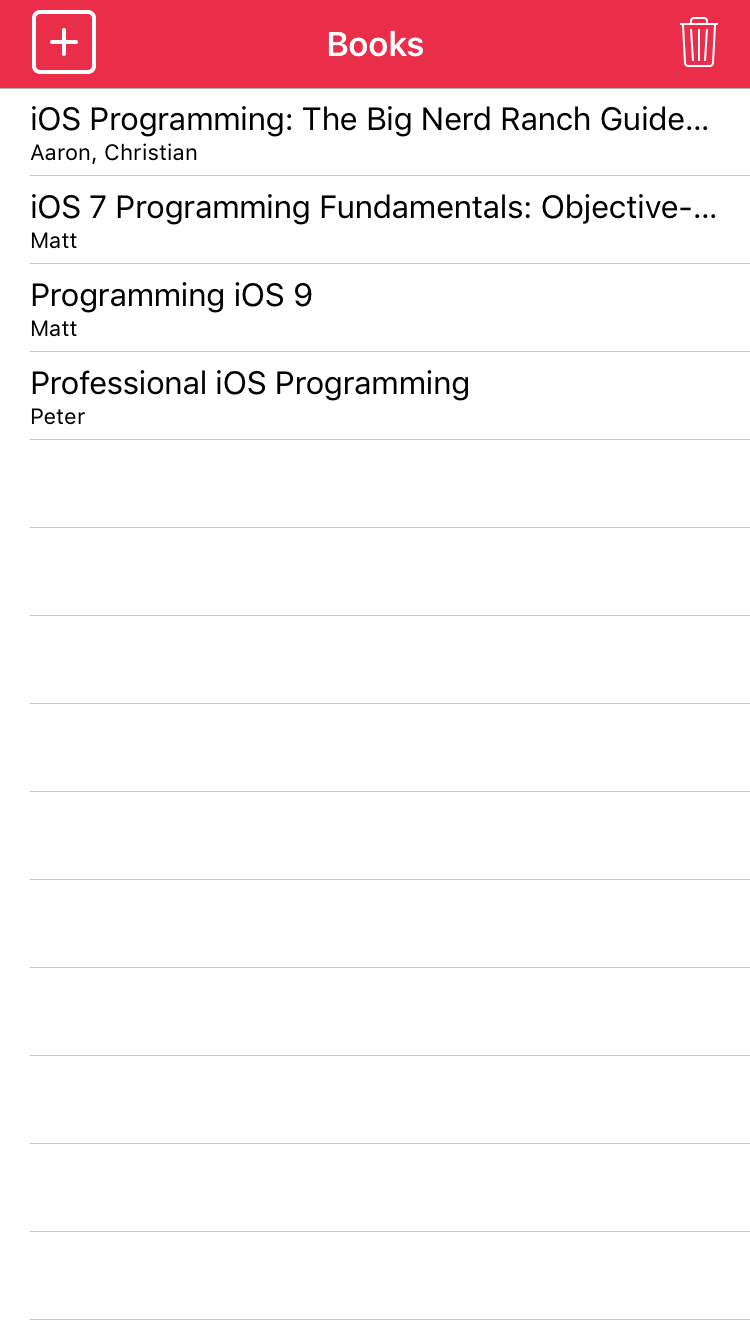 Books
iOS Programming: The Big Nerd Ranch Guide...
Aaron, Christian
iOS 7 Programming Fundamentals: Objective-...
Matt
Programming iOS 9
Matt
Professional iOS Programming
Peter